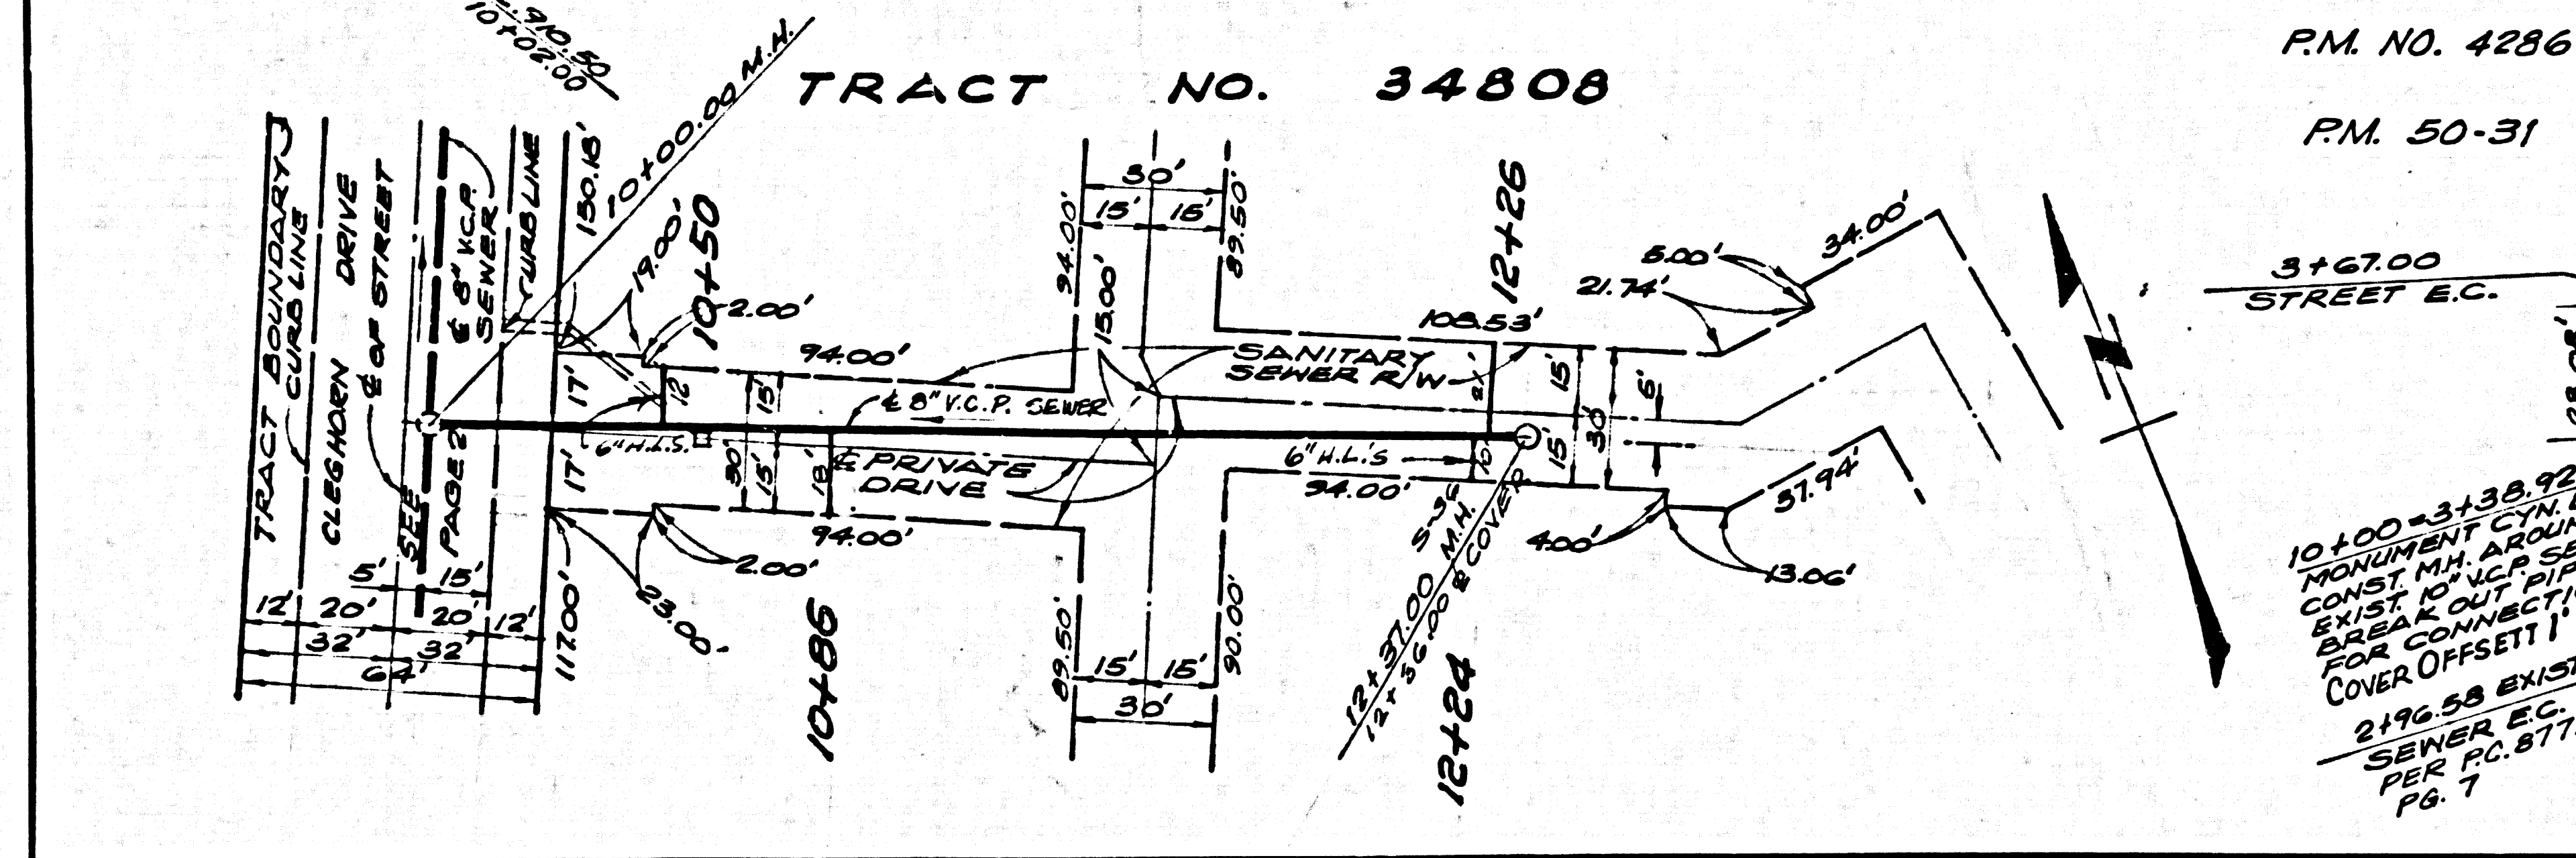 10+02.00
TRACT NO. 34808
P.M. NO. 4286
P.M. 50-31
TRACT BOUNDARY
CURB LINE
CLEGHORN DRIVE
℄ OF STREET
SEE
PAGE 2
℄ 8" V.C.P.
SEWER
CURB LINE
150.18'
10+00.00 M.H.
19.00'
10+50
2.00'
94.00'
17'
17'
12'
6" H.L.S.
30'
15'
15'
18'
℄ 8" V.C.P. SEWER
℄ PRIVATE
DRIVE
94.00'
2.00'
23.00'
117.00'
10+86
5'
15'
12'
20'
20'
12'
32'
32'
64'
30'
15'
15'
94.00'
89.50'
15.00'
SANITARY
SEWER R/W
108.53'
12+26
21'
15'
15'
30'
6'
6" H.L.'S
10'
94.00'
89.50'
90.00'
15'
15'
30'
12+37.00 M.H.
12+24
5.00'
21.74'
34.00'
37.94'
4.00'
13.06'
N
3+67.00
STREET E.C.
10+00=3+38.92
MONUMENT CYN.
CONST. M.H. AROUN
EXIST. 10" V.C.P. SE
BREAK OUT PIP
FOR CONNECTI
COVER OFFSETT 1'
2+96.58 EXIST
SEWER E.C.
PER P.C. 877
PG. 7